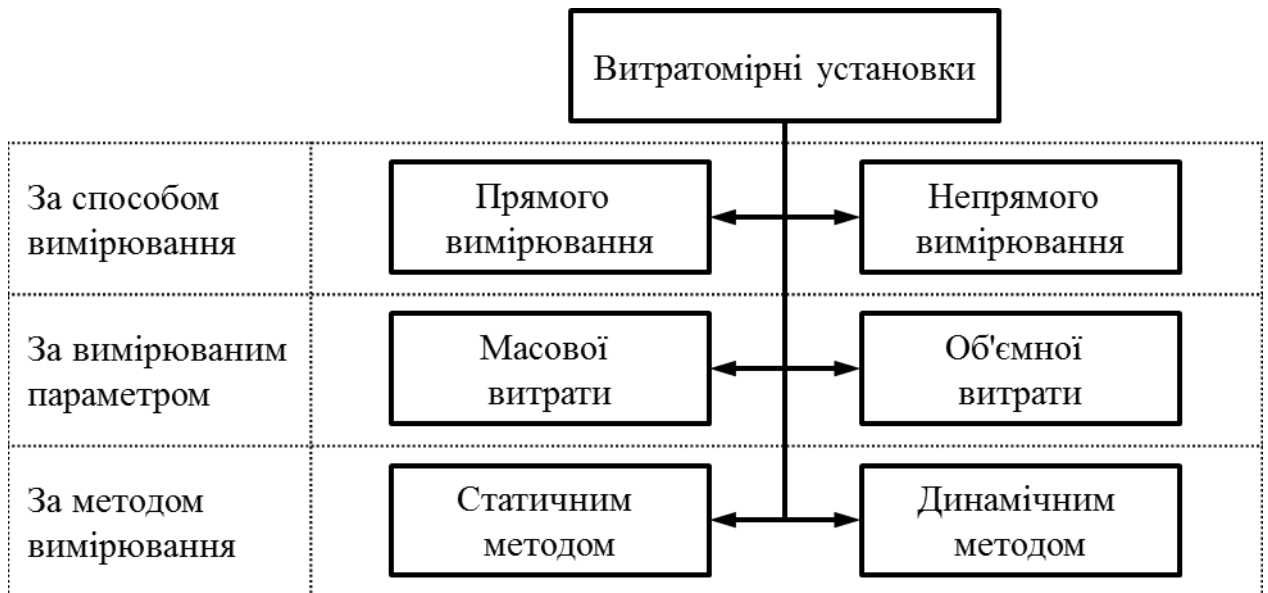 Витратомірні установки
За способом
вимірювання
Прямого
вимірювання
Непрямого
вимірювання
За вимірюваним
параметром
Масової
витрати
Об'ємної
витрати
За методом
вимірювання
Статичним
методом
Динамічним
методом